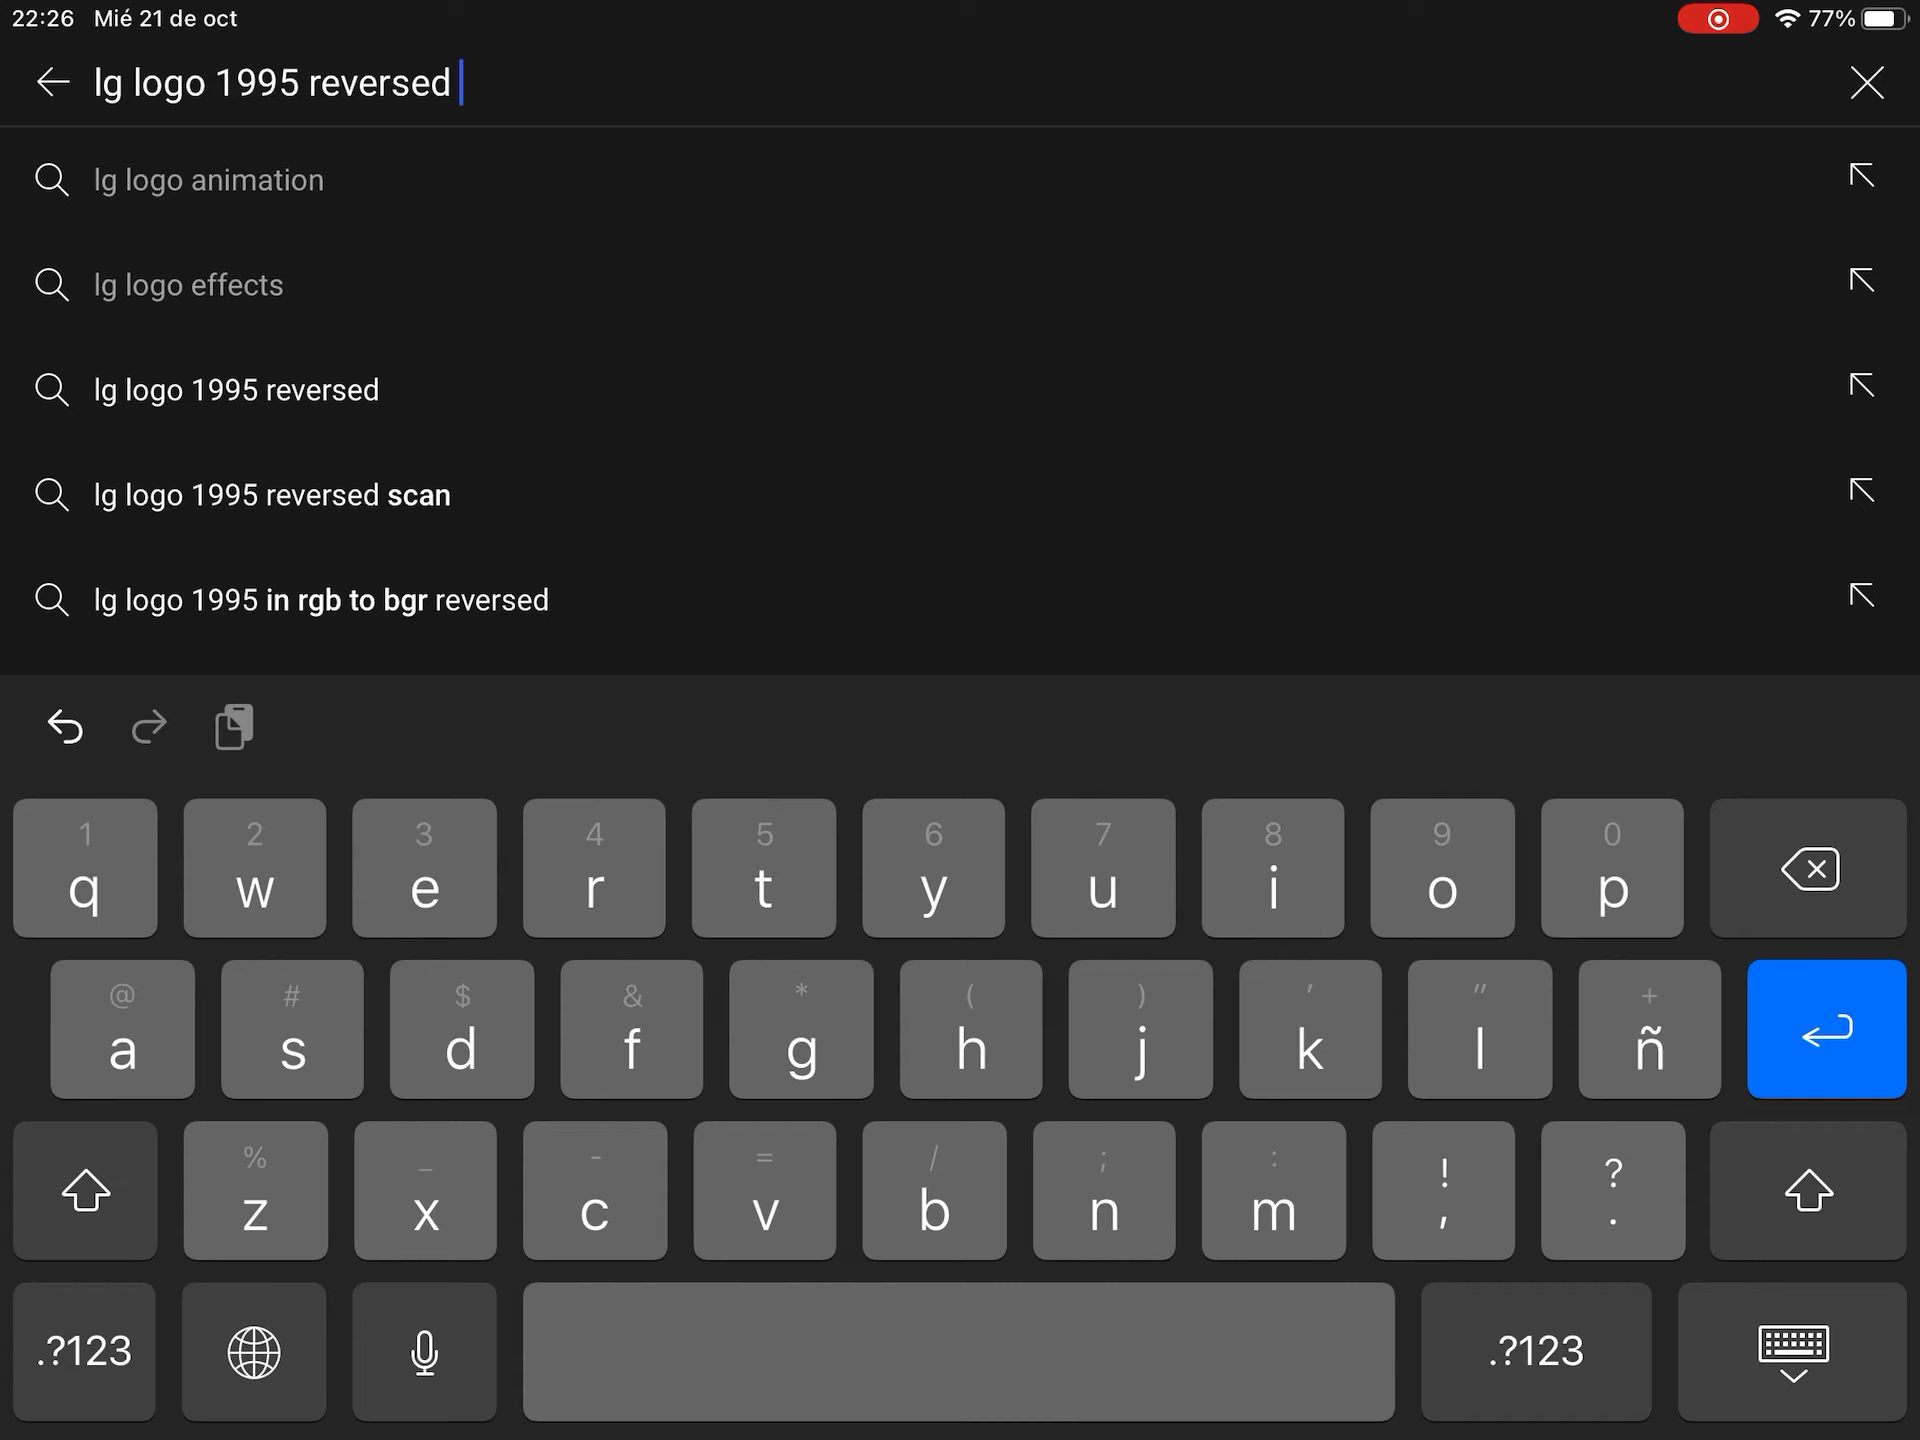 22:26 Mié 21 de oct 77%
lg logo 1995 reversed
lg logo animation
lg logo effects
lg logo 1995 reversed
lg logo 1995 reversed scan
lg logo 1995 in rgb to bgr reversed
1 2 3 4 5 6 7 8 9 0
q w e r t y u i o p
@ # $ & * ( ) ' " +
a s d f g h j k l ñ
% _ - = / ; : ! ?
z x c v b n m , .
.?123 .?123